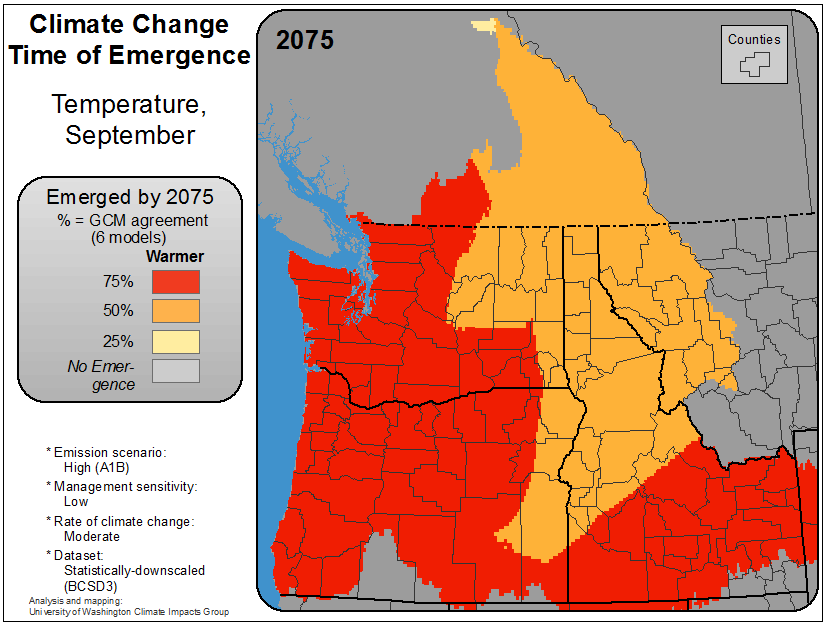 Climate Change
Time of Emergence
Temperature,
September
Emerged by 2075
% = GCM agreement
(6 models)
Warmer
75%
50%
25%
No Emer-
gence
* Emission scenario:
High (A1B)
* Management sensitivity:
Low
* Rate of climate change:
Moderate
* Dataset:
Statistically-downscaled
(BCSD3)
Analysis and mapping:
University of Washington Climate Impacts Group
2075
Counties